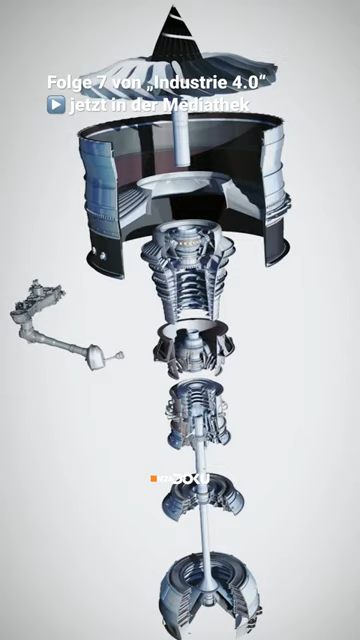 Folge 7 von „Industrie 4.0“
▶ jetzt in der Mediathek
DOKU